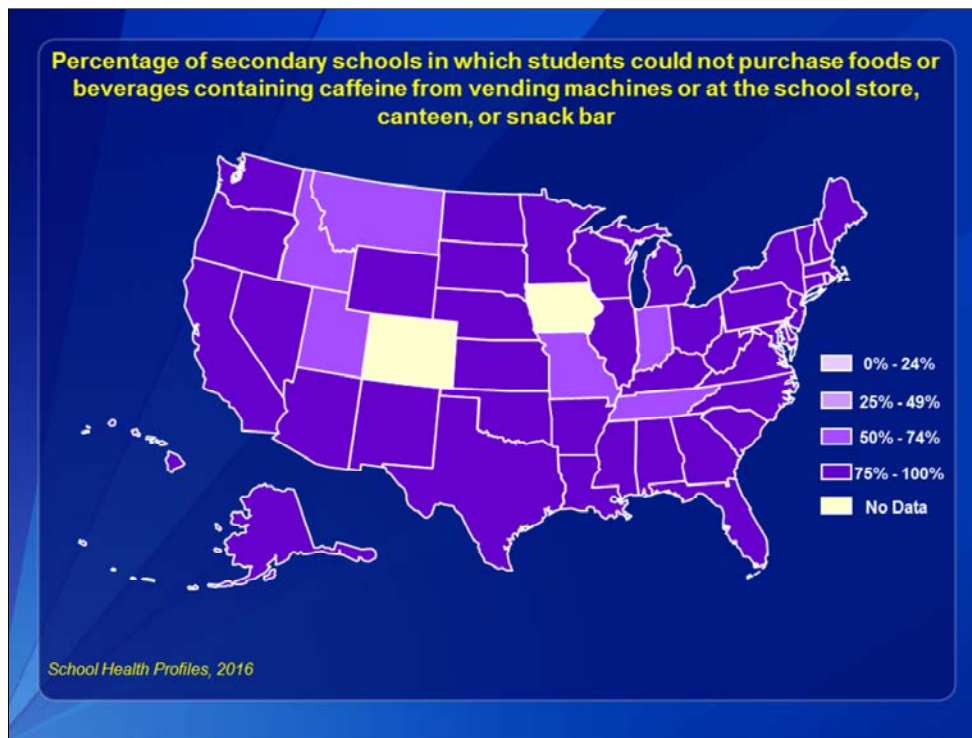 Percentage of secondary schools in which students could not purchase foods or
beverages containing caffeine from vending machines or at the school store,
canteen, or snack bar
0% - 24%
25% - 49%
50% - 74%
75% - 100%
No Data
School Health Profiles, 2016